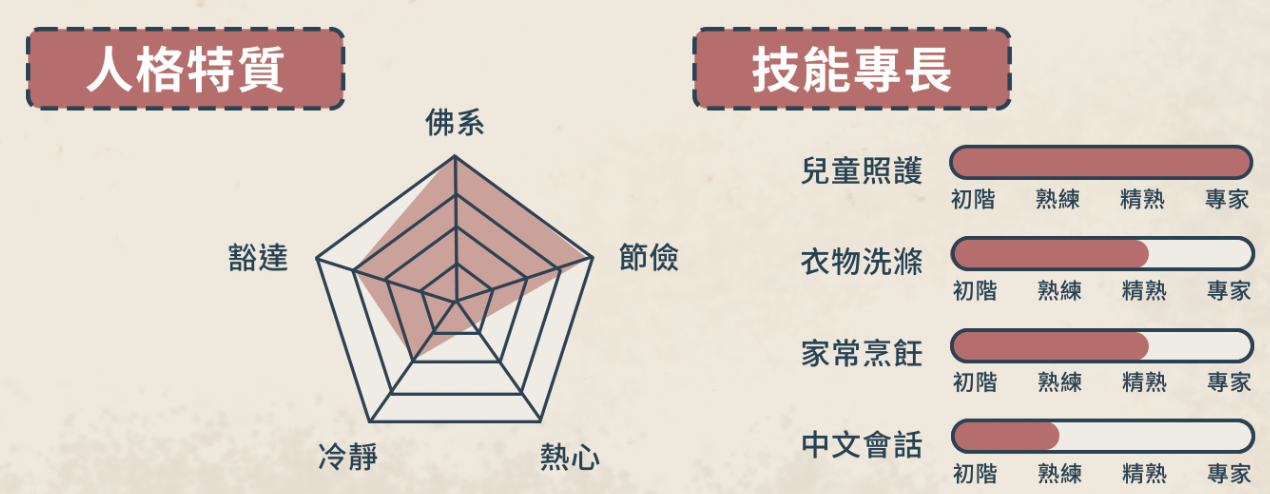 人格特質
佛系
豁達
節儉
冷靜
熱心
技能專長
兒童照護
初階 熟練 精熟 專家
衣物洗滌
初階 熟練 精熟 專家
家常烹飪
初階 熟練 精熟 專家
中文會話
初階 熟練 精熟 專家